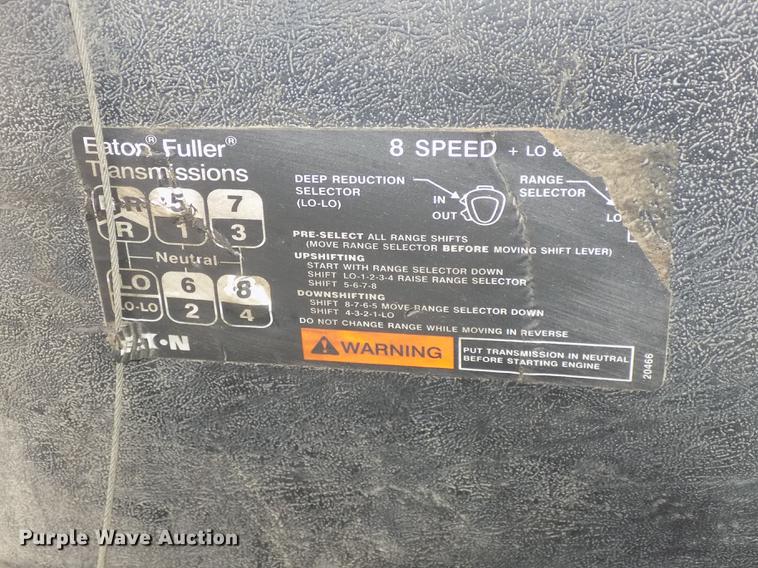 Eaton® Fuller®
Transmissions
8 SPEED + LO &
DEEP REDUCTION
SELECTOR
(LO-LO)
IN
OUT
RANGE
SELECTOR
LO
R 5 7
R 1 3
Neutral
LO 6 8
LO-LO 2 4
PRE-SELECT ALL RANGE SHIFTS
(MOVE RANGE SELECTOR BEFORE MOVING SHIFT LEVER)
UPSHIFTING
START WITH RANGE SELECTOR DOWN
SHIFT LO-1-2-3-4 RAISE RANGE SELECTOR
SHIFT 5-6-7-8
DOWNSHIFTING
SHIFT 8-7-6-5 MOVE RANGE SELECTOR DOWN
SHIFT 4-3-2-1-LO
DO NOT CHANGE RANGE WHILE MOVING IN REVERSE
WARNING
PUT TRANSMISSION IN NEUTRAL
BEFORE STARTING ENGINE
20466
Purple Wave Auction